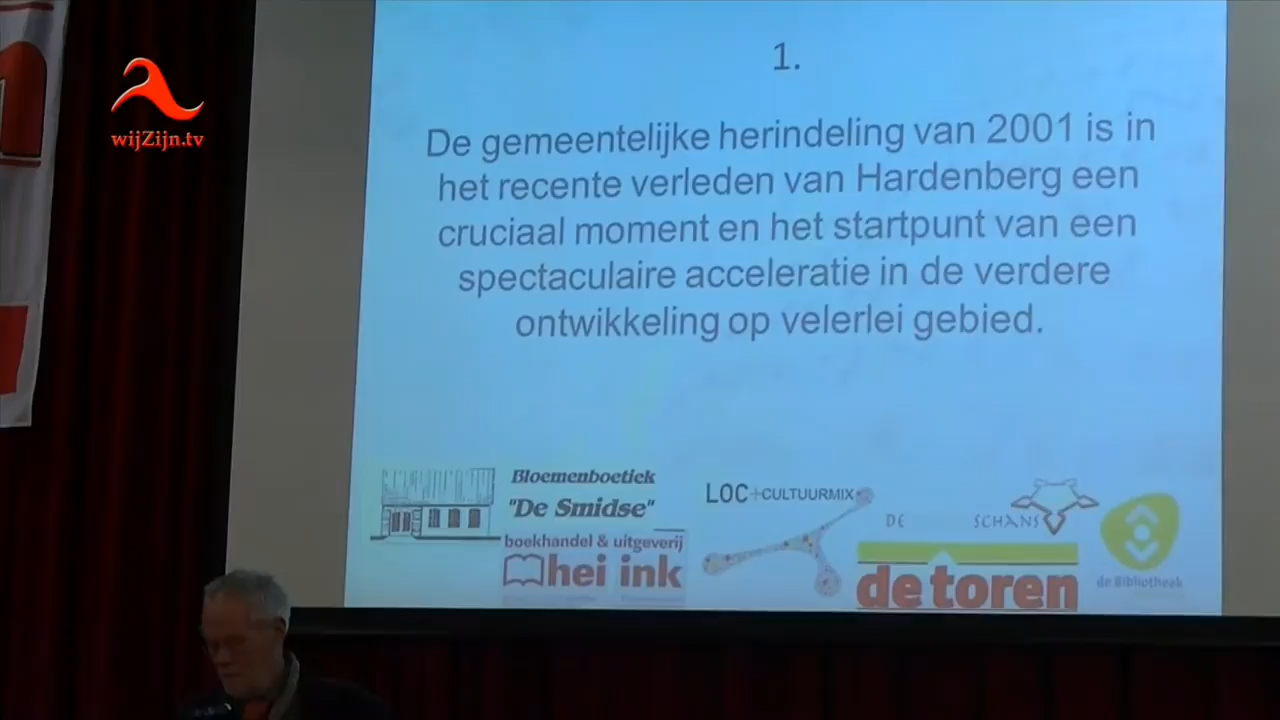 wijZijn.tv
1.
De gemeentelijke herindeling van 2001 is in
het recente verleden van Hardenberg een
cruciaal moment en het startpunt van een
spectaculaire acceleratie in de verdere
ontwikkeling op velerlei gebied.
Bloemenboetiek
"De Smidse"
boekhandel & uitgeverij
heijink
LOC+CULTUURMIX
DE SCHANS
de toren
de Bibliotheek